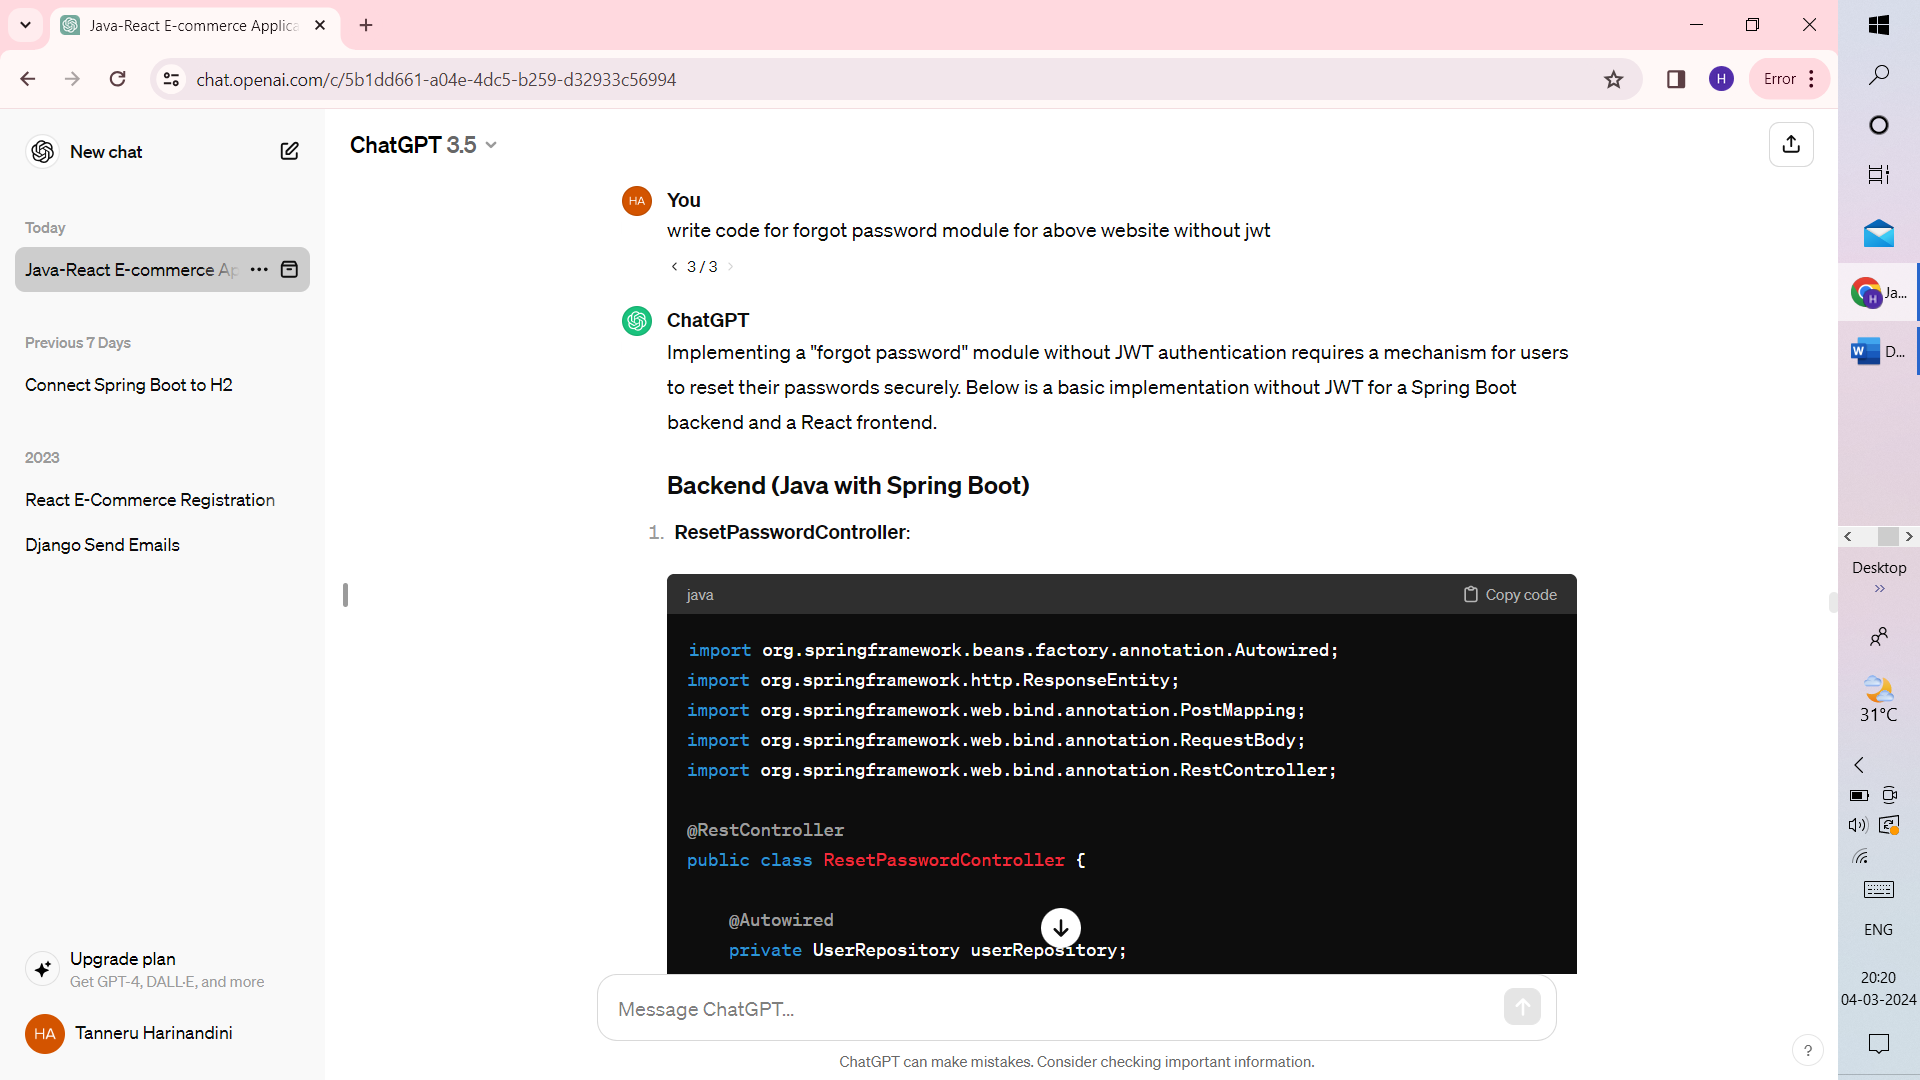 Java-React E-commerce Applica
chat.openai.com/c/5b1dd661-a04e-4dc5-b259-d32933c56994
H
Error
New chat
Today
Java-React E-commerce Ap
Previous 7 Days
Connect Spring Boot to H2
2023
React E-Commerce Registration
Django Send Emails
Upgrade plan
Get GPT-4, DALL·E, and more
HA
Tanneru Harinandini
ChatGPT 3.5
HA
You
write code for forgot password module for above website without jwt
3 / 3
ChatGPT
Implementing a "forgot password" module without JWT authentication requires a mechanism for users
to reset their passwords securely. Below is a basic implementation without JWT for a Spring Boot
backend and a React frontend.
Backend (Java with Spring Boot)
1. ResetPasswordController:
java
Copy code
import org.springframework.beans.factory.annotation.Autowired;
import org.springframework.http.ResponseEntity;
import org.springframework.web.bind.annotation.PostMapping;
import org.springframework.web.bind.annotation.RequestBody;
import org.springframework.web.bind.annotation.RestController;
@RestController
public class ResetPasswordController {
@Autowired
private UserRepository userRepository;
Message ChatGPT...
ChatGPT can make mistakes. Consider checking important information.
?
H
Ja...
W
D...
Desktop
31°C
ENG
20:20
04-03-2024